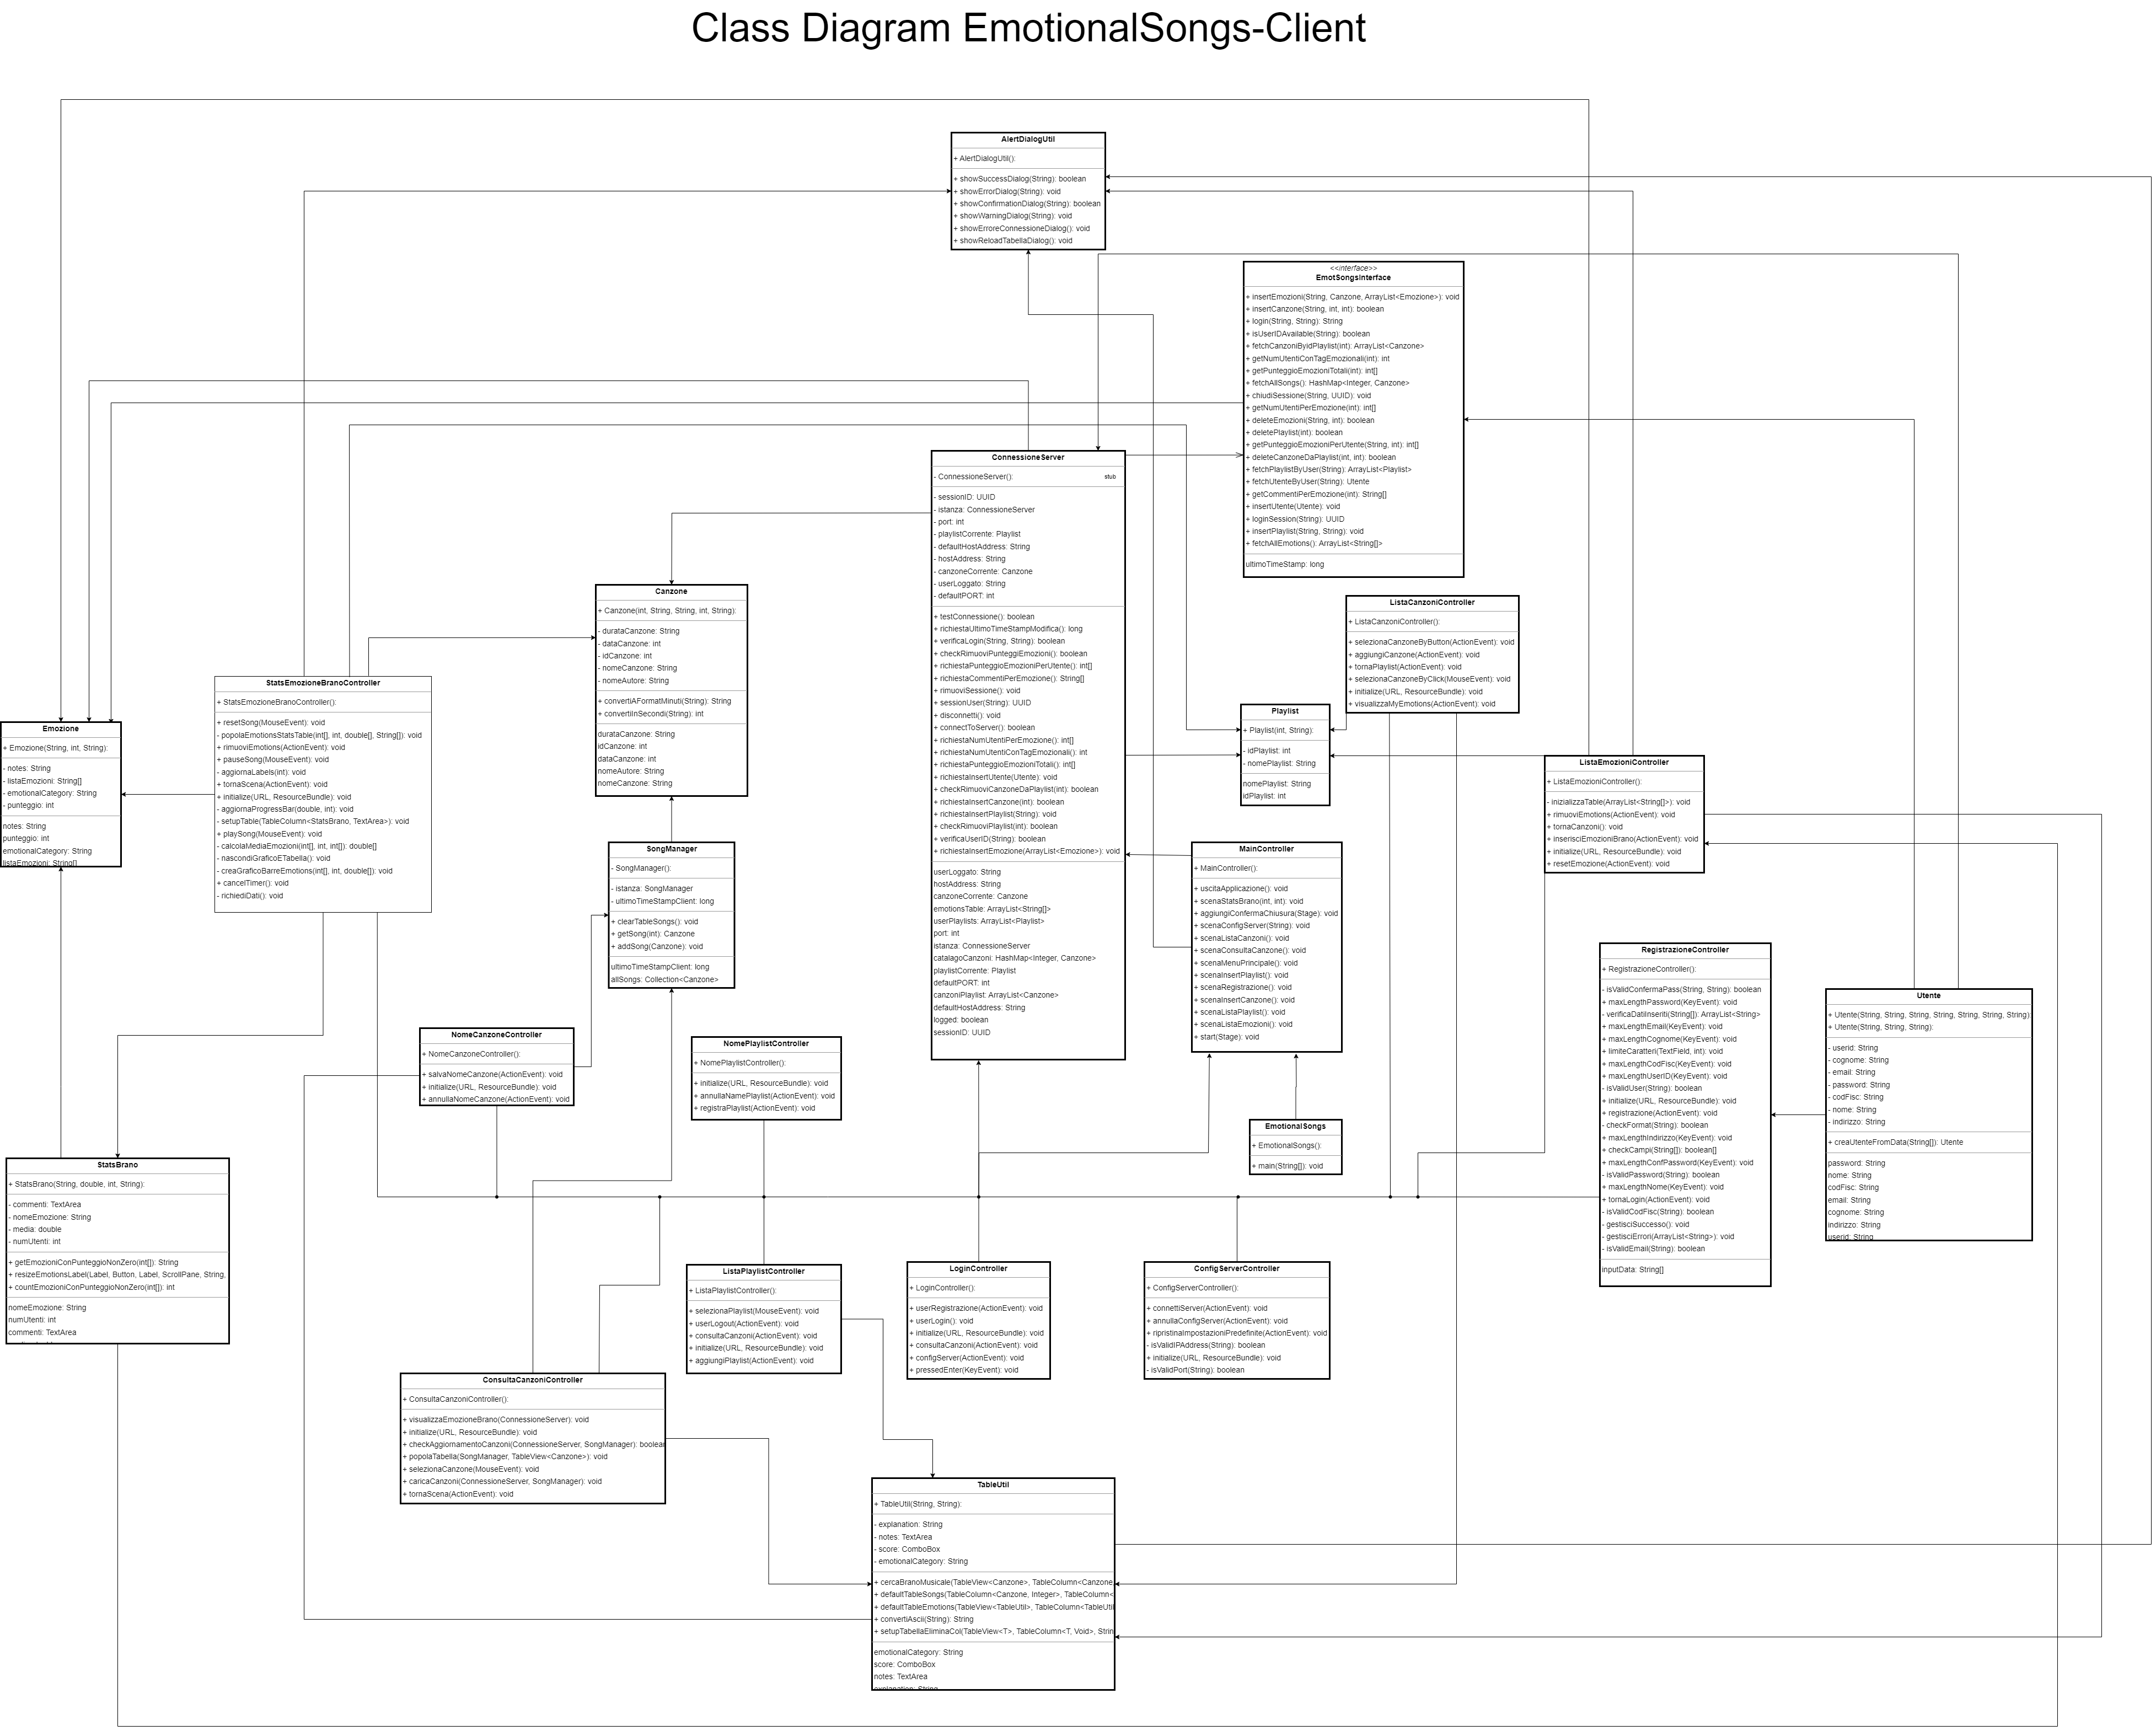 Class Diagram EmotionalSongs-Client
AlertDialogUtil
+ AlertDialogUtil():
+ showSuccessDialog(String): boolean
+ showErrorDialog(String): void
+ showConfirmationDialog(String): boolean
+ showWarningDialog(String): void
+ showErroreConnessioneDialog(): void
+ showReloadTabellaDialog(): void
<<interface>>
EmotSongsInterface
+ insertEmozioni(String, Canzone, ArrayList<Emozione>): void
+ insertCanzone(String, int, int): boolean
+ login(String, String): String
+ isUserIDAvailable(String): boolean
+ fetchCanzoniByidPlaylist(int): ArrayList<Canzone>
+ getNumUtentiConTagEmozionali(int): int
+ getPunteggioEmozioniTotali(int): int[]
+ fetchAllSongs(): HashMap<Integer, Canzone>
+ chiudiSessione(String, UUID): void
+ getNumUtentiPerEmozione(int): int[]
+ deleteEmozioni(String, int): boolean
+ deletePlaylist(int): boolean
+ getPunteggioEmozioniPerUtente(String, int): int[]
+ deleteCanzoneDaPlaylist(int, int): boolean
+ fetchPlaylistByUser(String): ArrayList<Playlist>
+ fetchUtenteByUser(String): Utente
+ getCommentiPerEmozione(int): String[]
+ insertUtente(Utente): void
+ loginSession(String): UUID
+ insertPlaylist(String, String): void
+ fetchAllEmotions(): ArrayList<String[]>
ultimoTimeStamp: long
ConnessioneServer
- ConnessioneServer():
stub
- sessionID: UUID
- istanza: ConnessioneServer
- port: int
- playlistCorrente: Playlist
- defaultHostAddress: String
- hostAddress: String
- canzoneCorrente: Canzone
- userLoggato: String
- defaultPORT: int
+ testConnessione(): boolean
+ richiestaUltimoTimeStampModifica(): long
+ verificaLogin(String, String): boolean
+ checkRimuoviPunteggiEmozioni(): boolean
+ richiestaPunteggioEmozioniPerUtente(): int[]
+ richiestaCommentiPerEmozione(): String[]
+ rimuoviSessione(): void
+ sessionUser(String): UUID
+ disconnetti(): void
+ connectToServer(): boolean
+ richiestaNumUtentiPerEmozione(): int[]
+ richiestaNumUtentiConTagEmozionali(): int
+ richiestaPunteggioEmozioniTotali(): int[]
+ richiestaInsertUtente(Utente): void
+ checkRimuoviCanzoneDaPlaylist(int): boolean
+ richiestaInsertCanzone(int): boolean
+ richiestaInsertPlaylist(String): void
+ checkRimuoviPlaylist(int): boolean
+ verificaUserID(String): boolean
+ richiestaInsertEmozione(ArrayList<Emozione>): void
userLoggato: String
hostAddress: String
canzoneCorrente: Canzone
emotionsTable: ArrayList<String[]>
userPlaylists: ArrayList<Playlist>
port: int
istanza: ConnessioneServer
catalagoCanzoni: HashMap<Integer, Canzone>
playlistCorrente: Playlist
defaultPORT: int
canzoniPlaylist: ArrayList<Canzone>
defaultHostAddress: String
logged: boolean
sessionID: UUID
Canzone
+ Canzone(int, String, String, int, String):
- durataCanzone: String
- dataCanzone: int
- idCanzone: int
- nomeCanzone: String
- nomeAutore: String
+ convertiAFormatMinuti(String): String
+ convertiInSecondi(String): int
durataCanzone: String
idCanzone: int
dataCanzone: int
nomeAutore: String
nomeCanzone: String
ListaCanzoniController
+ ListaCanzoniController():
+ selezionaCanzoneByButton(ActionEvent): void
+ aggiungiCanzone(ActionEvent): void
+ tornaPlaylist(ActionEvent): void
+ selezionaCanzoneByClick(MouseEvent): void
+ initialize(URL, ResourceBundle): void
+ visualizzaMyEmotions(ActionEvent): void
StatsEmozioneBranoController
+ StatsEmozioneBranoController():
+ resetSong(MouseEvent): void
- popolaEmotionsStatsTable(int[], int, double[], String[]): void
+ rimuoviEmotions(ActionEvent): void
+ pauseSong(MouseEvent): void
- aggiornaLabels(int): void
+ tornaScena(ActionEvent): void
+ initialize(URL, ResourceBundle): void
- aggiornaProgressBar(double, int): void
- setupTable(TableColumn<StatsBrano, TextArea>): void
+ playSong(MouseEvent): void
- calcolaMediaEmozioni(int[], int, int[]): double[]
- nascondiGraficoETabella(): void
- creaGraficoBarreEmotions(int[], int, double[]): void
+ cancelTimer(): void
- richiediDati(): void
Emozione
+ Emozione(String, int, String):
- notes: String
- listaEmozioni: String[]
- emotionalCategory: String
- punteggio: int
notes: String
punteggio: int
emotionalCategory: String
listaEmozioni: String[]
Playlist
+ Playlist(int, String):
- idPlaylist: int
- nomePlaylist: String
nomePlaylist: String
idPlaylist: int
ListaEmozioniController
+ ListaEmozioniController():
- inizializzaTable(ArrayList<String[]>): void
+ rimuoviEmotions(ActionEvent): void
+ tornaCanzoni(): void
+ inserisciEmozioniBrano(ActionEvent): void
+ initialize(URL, ResourceBundle): void
+ resetEmozione(ActionEvent): void
SongManager
- SongManager():
- istanza: SongManager
- ultimoTimeStampClient: long
+ clearTableSongs(): void
+ getSong(int): Canzone
+ addSong(Canzone): void
ultimoTimeStampClient: long
allSongs: Collection<Canzone>
MainController
+ MainController():
+ uscitaApplicazione(): void
+ scenaStatsBrano(int, int): void
+ aggiungiConfermaChiusura(Stage): void
+ scenaConfigServer(String): void
+ scenaListaCanzoni(): void
+ scenaConsultaCanzone(): void
+ scenaMenuPrincipale(): void
+ scenaInsertPlaylist(): void
+ scenaRegistrazione(): void
+ scenaInsertCanzone(): void
+ scenaListaPlaylist(): void
+ scenaListaEmozioni(): void
+ start(Stage): void
RegistrazioneController
+ RegistrazioneController():
- isValidConfermaPass(String, String): boolean
+ maxLengthPassword(KeyEvent): void
- verificaDatiInseriti(String[]): ArrayList<String>
+ maxLengthEmail(KeyEvent): void
+ maxLengthCognome(KeyEvent): void
+ limiteCaratteri(TextField, int): void
+ maxLengthCodFisc(KeyEvent): void
+ maxLengthUserID(KeyEvent): void
- isValidUser(String): boolean
+ initialize(URL, ResourceBundle): void
+ registrazione(ActionEvent): void
- checkFormat(String): boolean
+ maxLengthIndirizzo(KeyEvent): void
+ checkCampi(String[]): boolean[]
+ maxLengthConfPassword(KeyEvent): void
- isValidPassword(String): boolean
+ maxLengthNome(KeyEvent): void
+ tornaLogin(ActionEvent): void
- isValidCodFisc(String): boolean
- gestisciSuccesso(): void
- gestisciErrori(ArrayList<String>): void
- isValidEmail(String): boolean
inputData: String[]
Utente
+ Utente(String, String, String, String, String, String, String):
+ Utente(String, String, String):
- userid: String
- cognome: String
- email: String
- password: String
- codFisc: String
- nome: String
- indirizzo: String
+ creaUtenteFromData(String[]): Utente
password: String
nome: String
codFisc: String
email: String
cognome: String
indirizzo: String
userid: String
NomeCanzoneController
+ NomeCanzoneController():
+ salvaNomeCanzone(ActionEvent): void
+ initialize(URL, ResourceBundle): void
+ annullaNomeCanzone(ActionEvent): void
NomePlaylistController
+ NomePlaylistController():
+ initialize(URL, ResourceBundle): void
+ annullaNamePlaylist(ActionEvent): void
+ registraPlaylist(ActionEvent): void
EmotionalSongs
+ EmotionalSongs():
+ main(String[]): void
StatsBrano
+ StatsBrano(String, double, int, String):
- commenti: TextArea
- nomeEmozione: String
- media: double
- numUtenti: int
+ getEmozioniConPunteggioNonZero(int[]): String
+ resizeEmotionsLabel(Label, Button, Label, ScrollPane, String,
+ countEmozioniConPunteggioNonZero(int[]): int
nomeEmozione: String
numUtenti: int
commenti: TextArea
ListaPlaylistController
+ ListaPlaylistController():
+ selezionaPlaylist(MouseEvent): void
+ userLogout(ActionEvent): void
+ consultaCanzoni(ActionEvent): void
+ initialize(URL, ResourceBundle): void
+ aggiungiPlaylist(ActionEvent): void
LoginController
+ LoginController():
+ userRegistrazione(ActionEvent): void
+ userLogin(): void
+ initialize(URL, ResourceBundle): void
+ consultaCanzoni(ActionEvent): void
+ configServer(ActionEvent): void
+ pressedEnter(KeyEvent): void
ConfigServerController
+ ConfigServerController():
+ connettiServer(ActionEvent): void
+ annullaConfigServer(ActionEvent): void
+ ripristinaImpostazioniPredefinite(ActionEvent): void
- isValidIPAddress(String): boolean
+ initialize(URL, ResourceBundle): void
- isValidPort(String): boolean
ConsultaCanzoniController
+ ConsultaCanzoniController():
+ visualizzaEmozioneBrano(ConnessioneServer): void
+ initialize(URL, ResourceBundle): void
+ checkAggiornamentoCanzoni(ConnessioneServer, SongManager): boolean
+ popolaTabella(SongManager, TableView<Canzone>): void
+ selezionaCanzone(MouseEvent): void
+ caricaCanzoni(ConnessioneServer, SongManager): void
+ tornaScena(ActionEvent): void
TableUtil
+ TableUtil(String, String):
- explanation: String
- notes: TextArea
- score: ComboBox
- emotionalCategory: String
+ cercaBranoMusicale(TableView<Canzone>, TableColumn<Canzone,
+ defaultTableSongs(TableColumn<Canzone, Integer>, TableColumn<
+ defaultTableEmotions(TableView<TableUtil>, TableColumn<TableUtil
+ convertiAscii(String): String
+ setupTabellaEliminaCol(TableView<T>, TableColumn<T, Void>, Strin
emotionalCategory: String
score: ComboBox
notes: TextArea
explanation: String